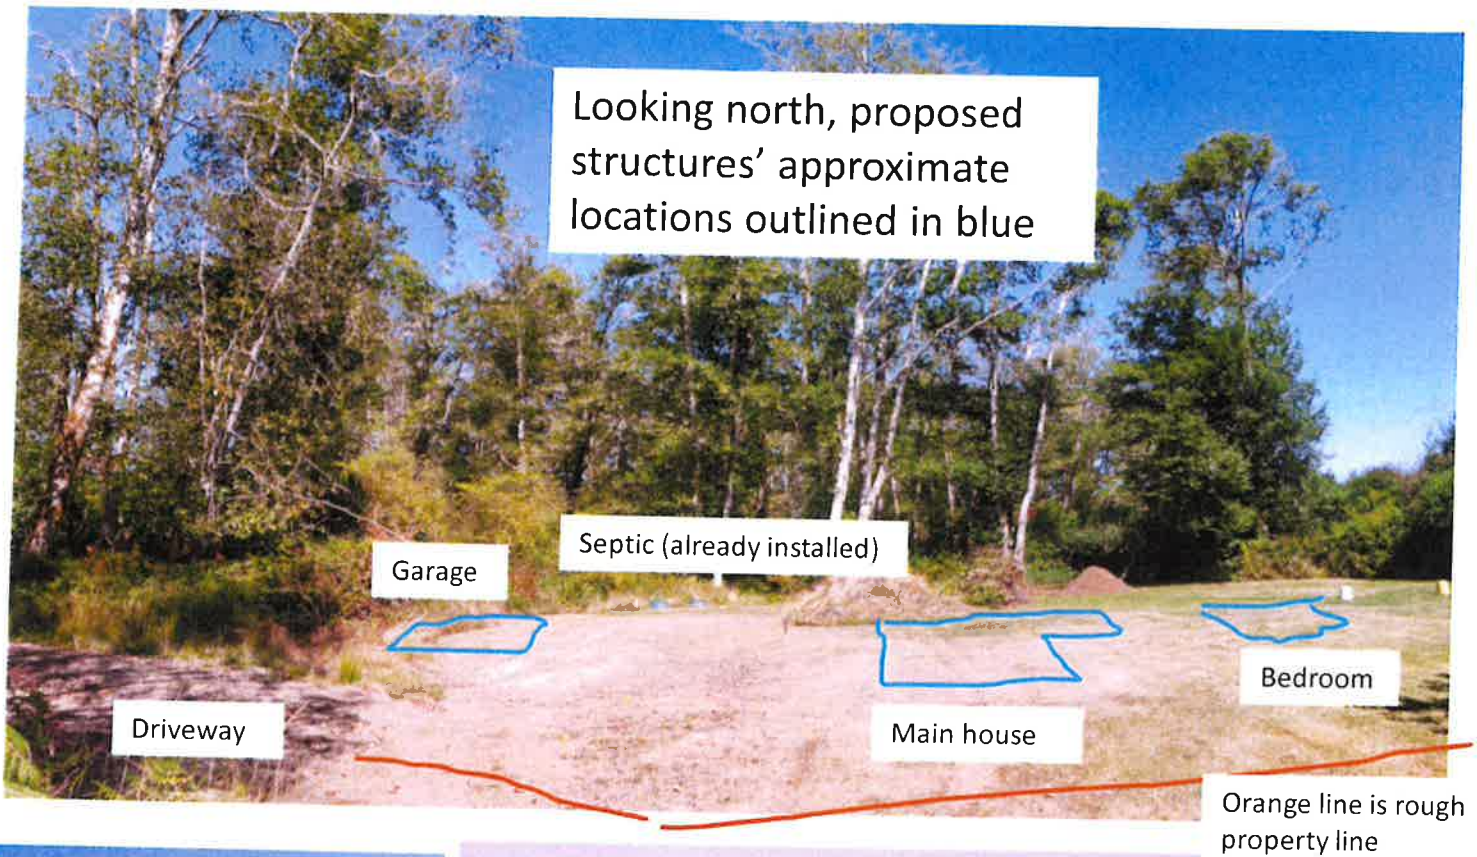 Looking north, proposed
structures’ approximate
locations outlined in blue
Septic (already installed)
Garage
Bedroom
Driveway
Main house
Orange line is rough
property line